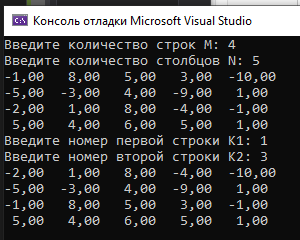 Консоль отладки Microsoft Visual Studio
Введите количество строк M: 4
Введите количество столбцов N: 5
-1,00 8,00 5,00 3,00 -10,00
-5,00 -3,00 4,00 -9,00 1,00
-2,00 1,00 8,00 -4,00 -1,00
5,00 4,00 6,00 5,00 1,00
Введите номер первой строки K1: 1
Введите номер второй строки K2: 3
-2,00 1,00 8,00 -4,00 -10,00
-5,00 -3,00 4,00 -9,00 1,00
-1,00 8,00 5,00 3,00 -1,00
5,00 4,00 6,00 5,00 1,00